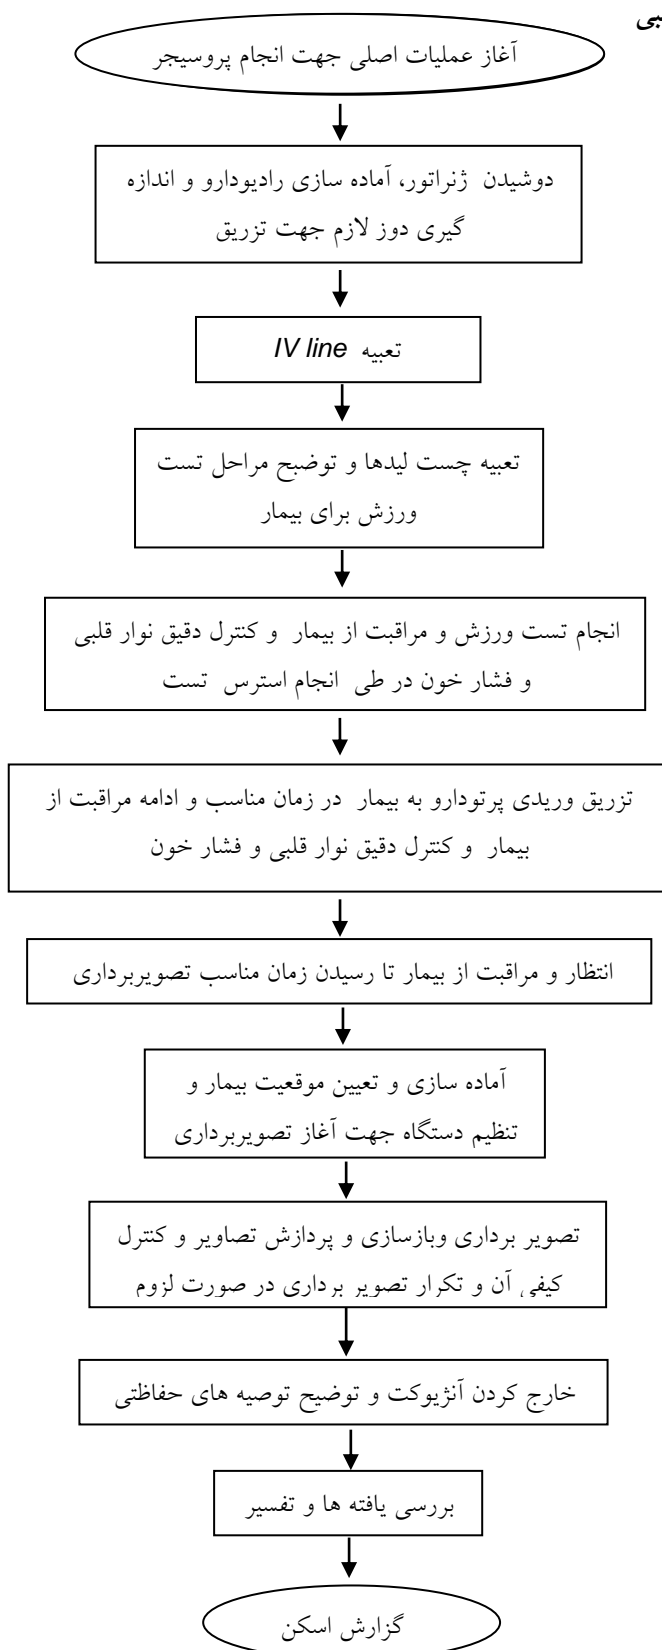 آغاز عملیات اصلی جهت انجام پروسیجر
دوشیدن ژنراتور، آماده سازی رادیودارو و اندازه
گیری دوز لازم جهت تزریق
تعبیه IV line
تعبیه چست لیدها و توضبح مراحل تست
ورزش برای بیمار
انجام تست ورزش و مراقبت از بیمار و کنترل دقیق نوار قلبی
و فشار خون در طی انجام استرس تست
تزریق وریدی پرتودارو به بیمار در زمان مناسب و ادامه مراقبت از
بیمار و کنترل دقیق نوار قلبی و فشار خون
انتظار و مراقبت از بیمار تا رسیدن زمان مناسب تصویربرداری
آماده سازی و تعیین موقعیت بیمار و
تنظیم دستگاه جهت آغاز تصویربرداری
تصویر برداری وبازسازی و پردازش تصاویر و کنترل
کیفی آن و تکرار تصویر برداری در صورت لزوم
خارج کردن آنژیوکت و توضیح توصیه های حفاظتی
بررسی یافته ها و تفسیر
گزارش اسکن